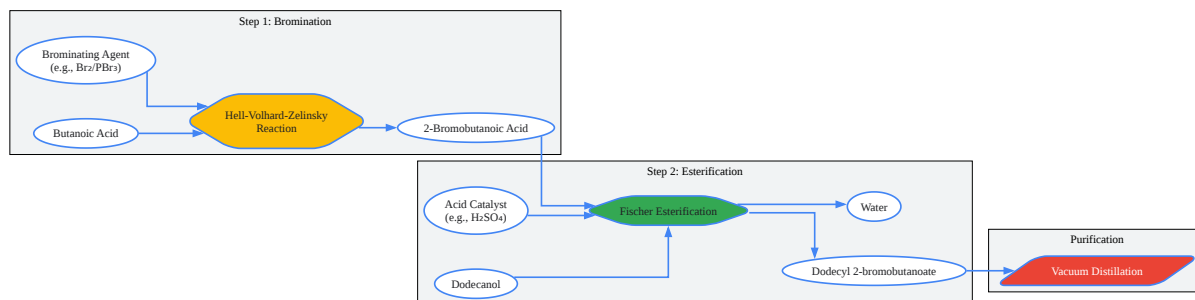 Step 1: Bromination
Brominating Agent
(e.g., Br₂/PBr₃)
Butanoic Acid
Hell-Volhard-Zelinsky
Reaction
2-Bromobutanoic Acid
Step 2: Esterification
Acid Catalyst
(e.g., H₂SO₄)
Dodecanol
Fischer Esterification
Water
Dodecyl 2-bromobutanoate
Purification
Vacuum Distillation